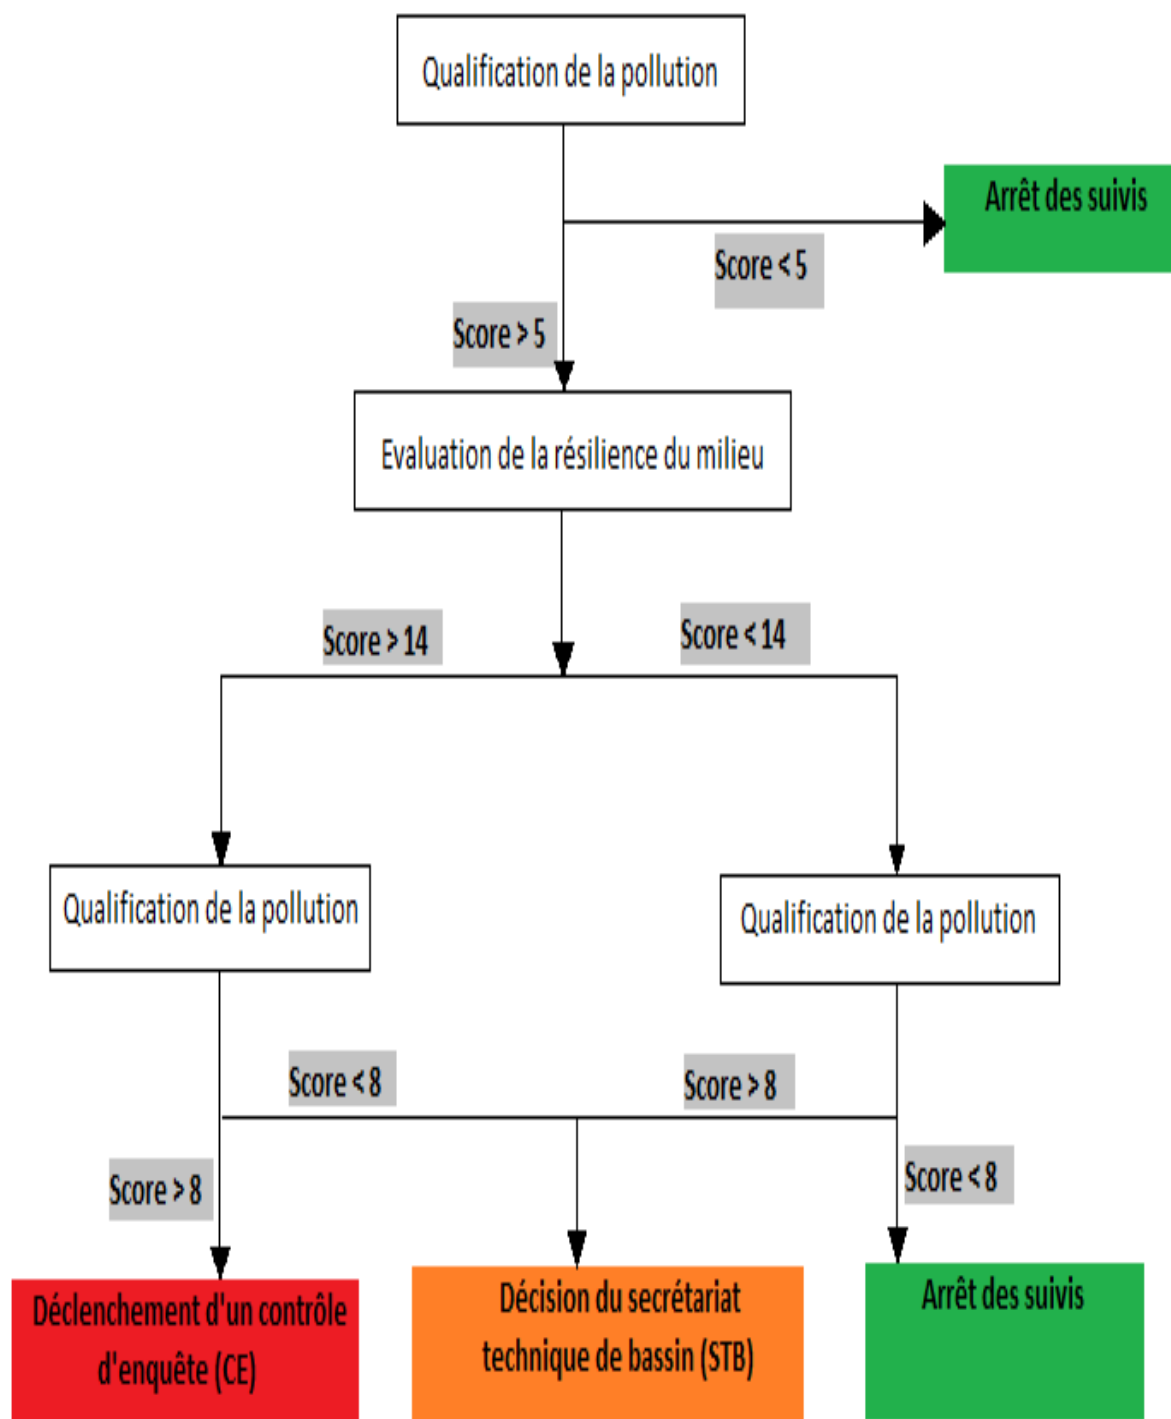 Qualification de la pollution
Arrêt des suivis
Score < 5
Score > 5
Evaluation de la résilience du milieu
Score > 14
Score < 14
Qualification de la pollution
Qualification de la pollution
Score < 8
Score > 8
Score > 8
Score < 8
Déclenchement d'un contrôle
d'enquête (CE)
Décision du secrétariat
technique de bassin (STB)
Arrêt des suivis